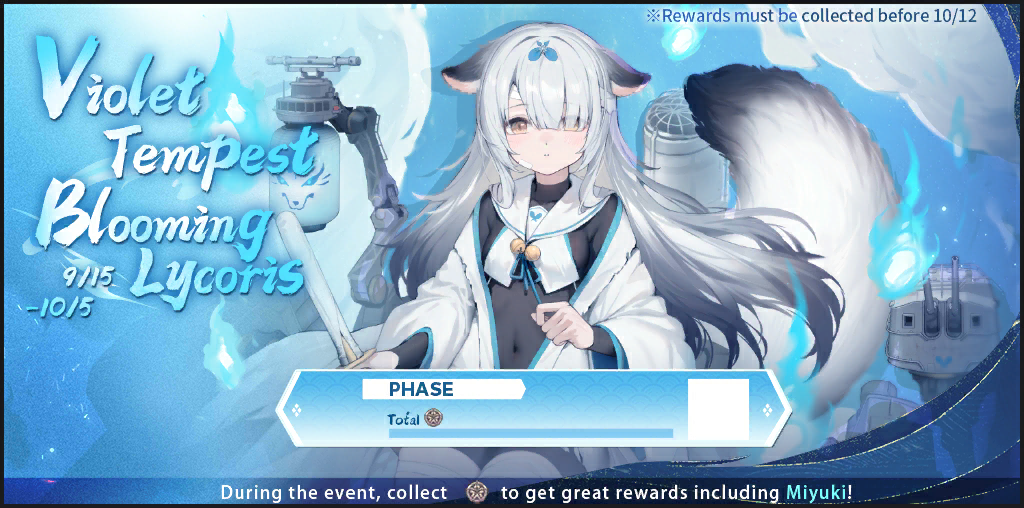 ※Rewards must be collected before 10/12
Violet
Tempest
Blooming
Lycoris
9/15
-10/5
PHASE
Total
During the event, collect to get great rewards including Miyuki!